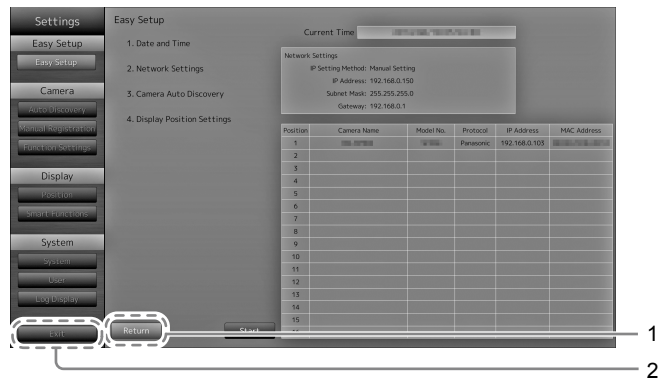 Settings
Easy Setup
Easy Setup
Camera
Auto Discovery
Manual Registration
Function Settings
Display
Position
Smart Functions
System
System
User
Log Display
Exit
Easy Setup
1. Date and Time
2. Network Settings
3. Camera Auto Discovery
4. Display Position Settings
Return
Start
Current Time
Network Settings
IP Setting Method: Manual Setting
IP Address: 192.168.0.150
Subnet Mask: 255.255.255.0
Gateway: 192.168.0.1
Position Camera Name Model No. Protocol IP Address MAC Address
1 Panasonic 192.168.0.103
2
3
4
5
6
7
8
9
10
11
12
13
14
15
1
2